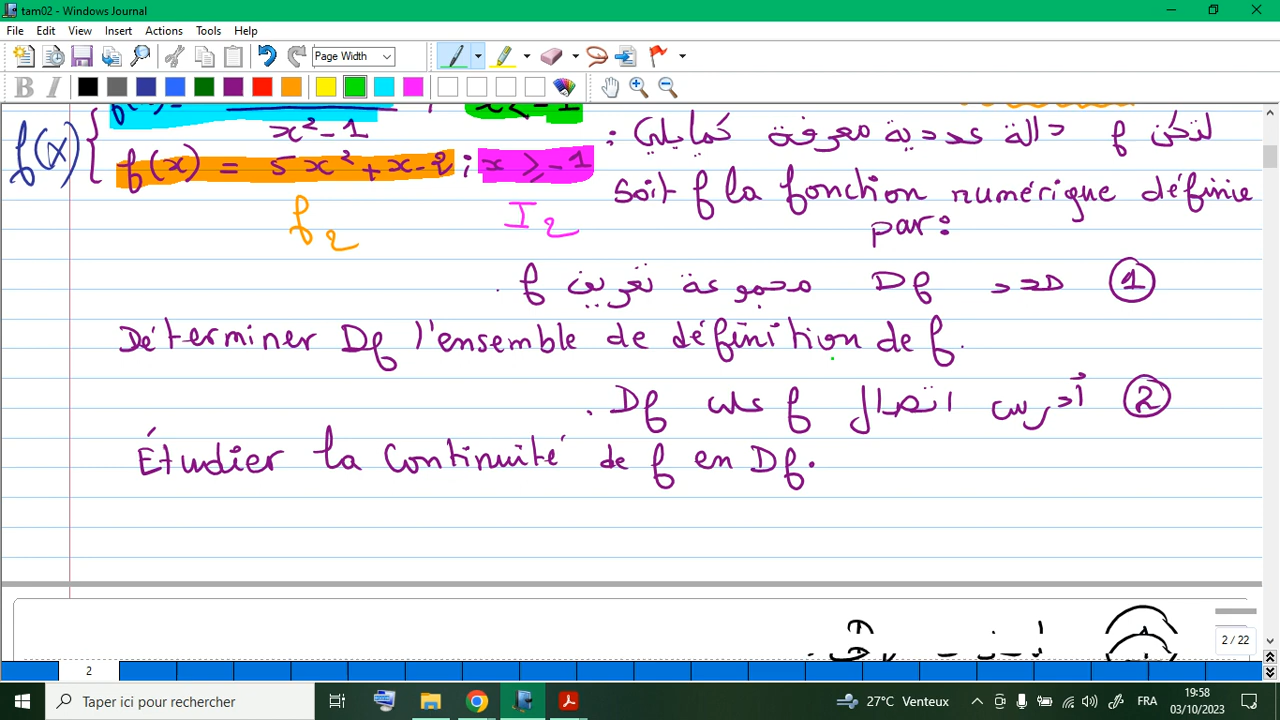 tam02 - Windows Journal
File Edit View Insert Actions Tools Help
Page Width
x² - 1
f(x) {
f(x) = 5x² + x - 2 ; x ≥ -1
f₂ I₂
لتكن f دالة عددية معرفة كمايلي :
Soit f la fonction numérique définie
par:
① حدد Df مجموعة تعريف f .
Déterminer Df l'ensemble de définition de f.
② أدرس اتصال f على Df .
Étudier la continuité de f en Df.
2 / 22
2
Taper ici pour rechercher
27°C Venteux
FRA
19:58
03/10/2023